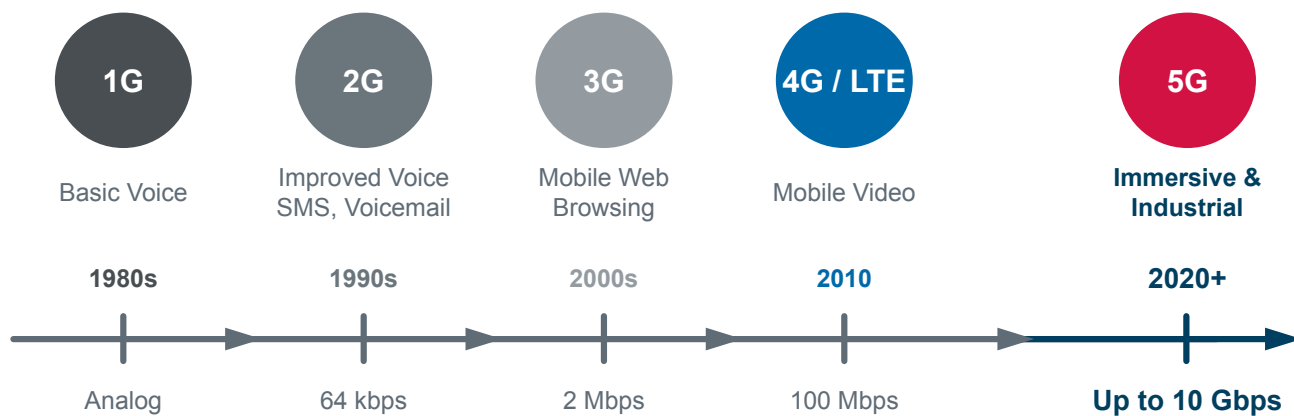 1G
2G
3G
4G / LTE
5G
Basic Voice
Improved Voice
SMS, Voicemail
Mobile Web
Browsing
Mobile Video
Immersive &
Industrial
1980s
1990s
2000s
2010
2020+
Analog
64 kbps
2 Mbps
100 Mbps
Up to 10 Gbps